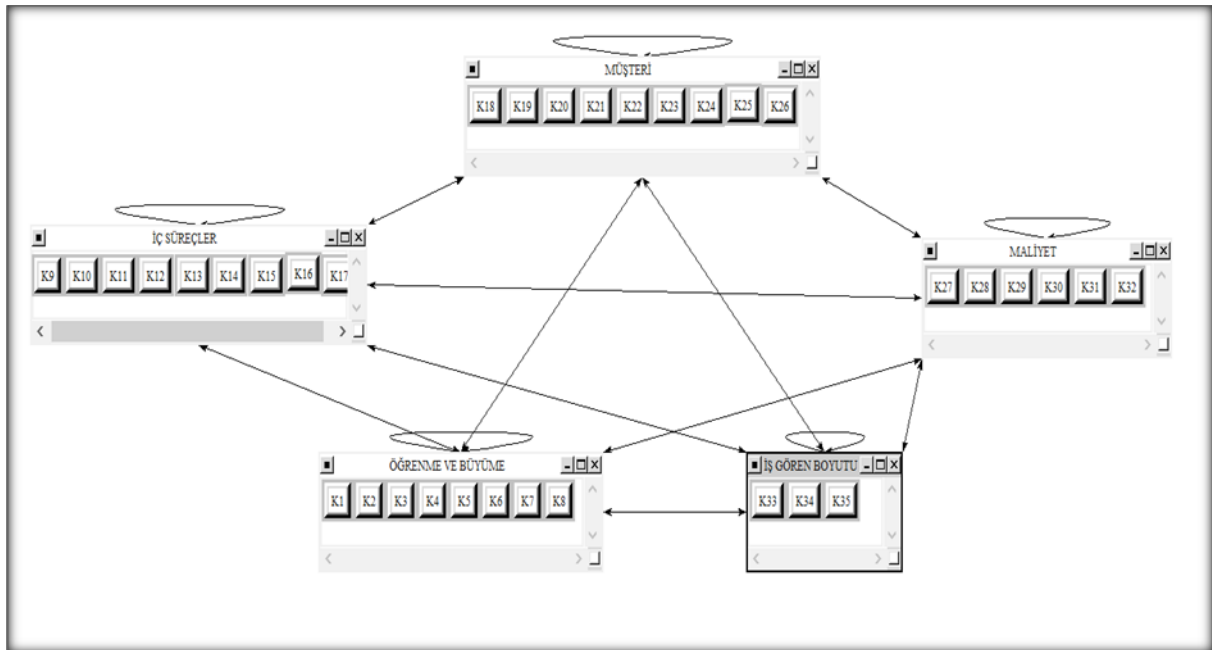 MÜŞTERİ
K18 K19 K20 K21 K22 K23 K24 K25 K26
İÇ SÜREÇLER
K9 K10 K11 K12 K13 K14 K15 K16 K17
MALİYET
K27 K28 K29 K30 K31 K32
ÖĞRENME VE BÜYÜME
K1 K2 K3 K4 K5 K6 K7 K8
İŞ GÖREN BOYUTU
K33 K34 K35